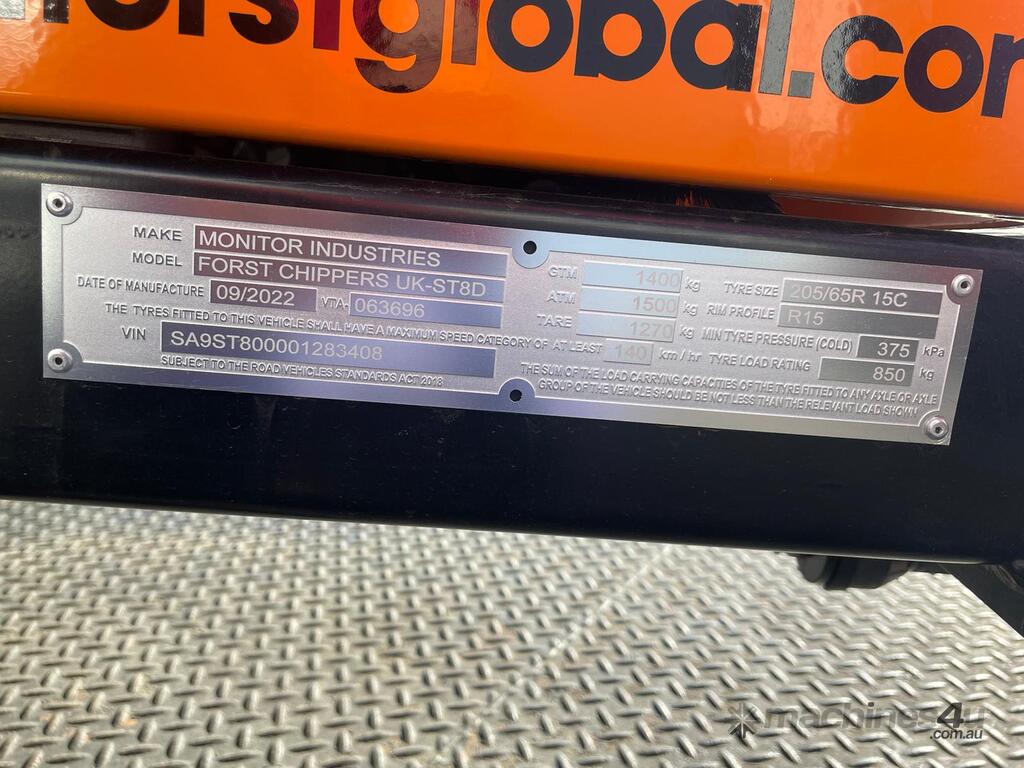 forstglobal.com
MAKE MONITOR INDUSTRIES
MODEL FORST CHIPPERS UK-ST8D
DATE OF MANUFACTURE 09/2022 VTA- 063696
THE TYRES FITTED TO THIS VEHICLE SHALL HAVE A MAXIMUM SPEED CATEGORY OF AT LEAST 140 km / hr
VIN SA9ST800001283408
SUBJECT TO THE ROAD VEHICLES STANDARDS ACT 2018
GTM 1400 kg TYRE SIZE 205/65R 15C
ATM 1500 kg RIM PROFILE R15
TARE 1270 kg MIN TYRE PRESSURE (COLD) 375 kPa
TYRE LOAD RATING 850 kg
THE SUM OF THE LOAD CARRYING CAPACITIES OF THE TYRE FITTED TO ANY AXLE OR AXLE
GROUP OF THE VEHICLE SHOULD BE NOT LESS THAN THE RELEVANT LOAD SHOWN
machines4u
.com.au